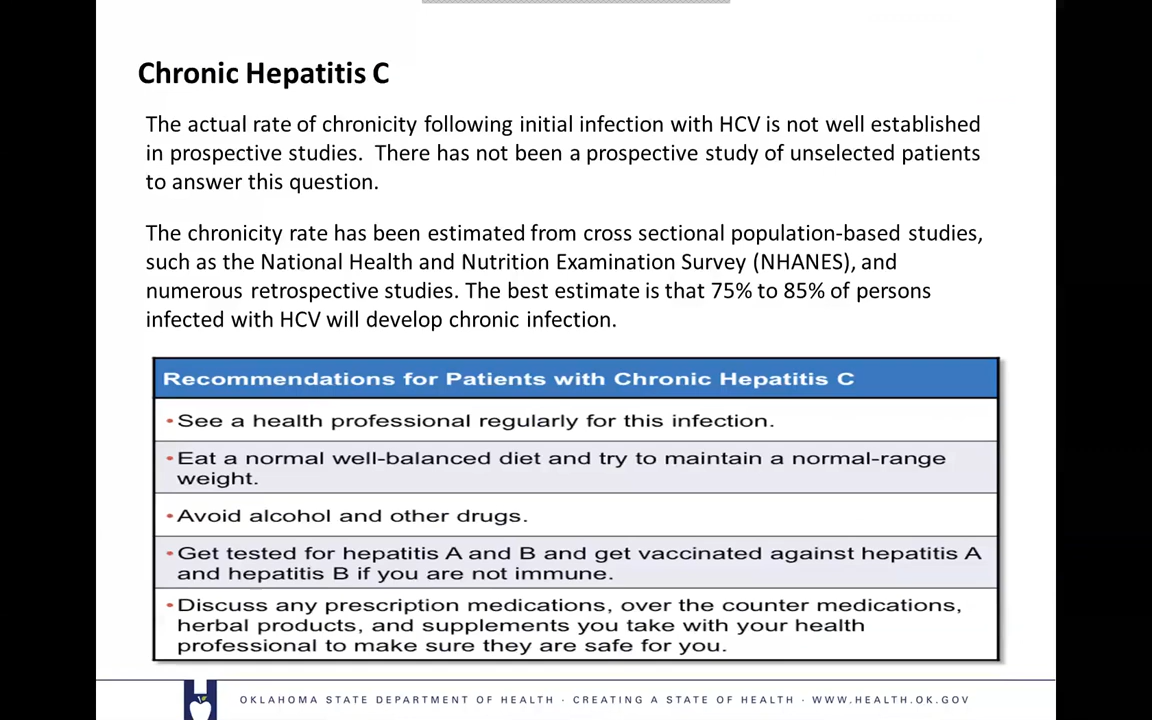 Chronic Hepatitis C
The actual rate of chronicity following initial infection with HCV is not well established
in prospective studies.  There has not been a prospective study of unselected patients
to answer this question.
The chronicity rate has been estimated from cross sectional population-based studies,
such as the National Health and Nutrition Examination Survey (NHANES), and
numerous retrospective studies. The best estimate is that 75% to 85% of persons
infected with HCV will develop chronic infection.
Recommendations for Patients with Chronic Hepatitis C
•See a health professional regularly for this infection.
•Eat a normal well-balanced diet and try to maintain a normal-range
weight.
•Avoid alcohol and other drugs.
•Get tested for hepatitis A and B and get vaccinated against hepatitis A
and hepatitis B if you are not immune.
•Discuss any prescription medications, over the counter medications,
herbal products, and supplements you take with your health
professional to make sure they are safe for you.
OKLAHOMA STATE DEPARTMENT OF HEALTH · CREATING A STATE OF HEALTH · WWW.HEALTH.OK.GOV